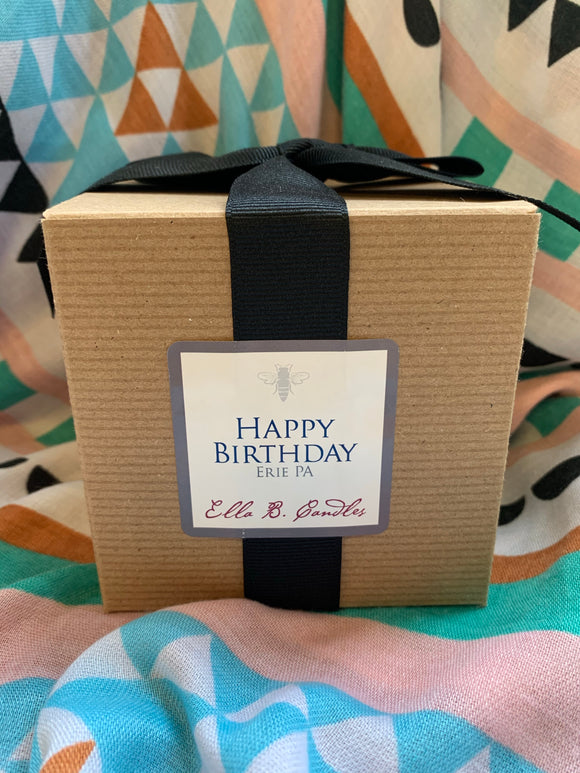 Happy
Birthday
Erie PA
Ella B. Candles